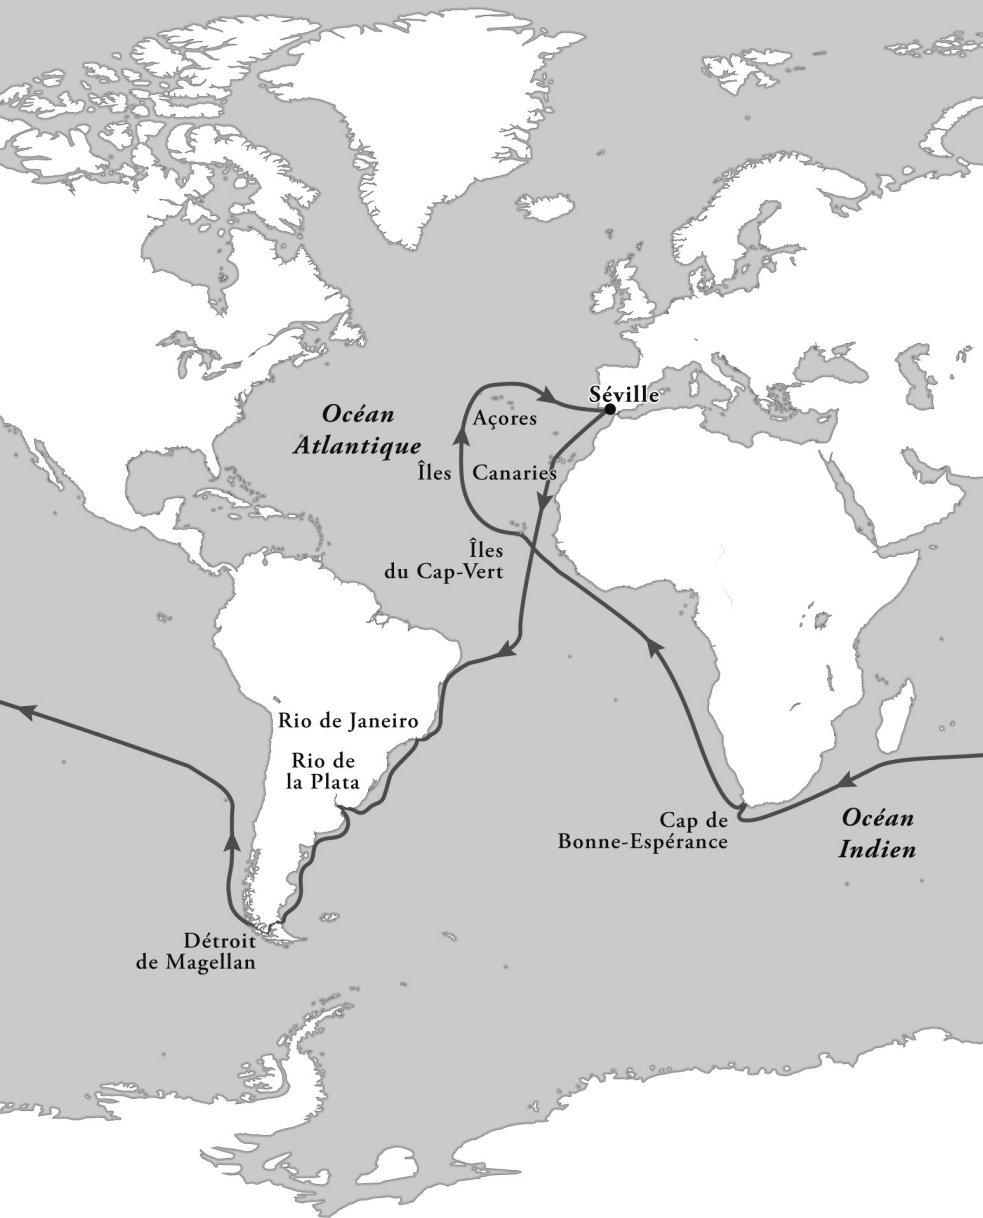 Séville
Océan
Atlantique
Açores
Îles Canaries
Îles
du Cap-Vert
Rio de Janeiro
Rio de
la Plata
Cap de
Bonne-Espérance
Océan
Indien
Détroit
de Magellan